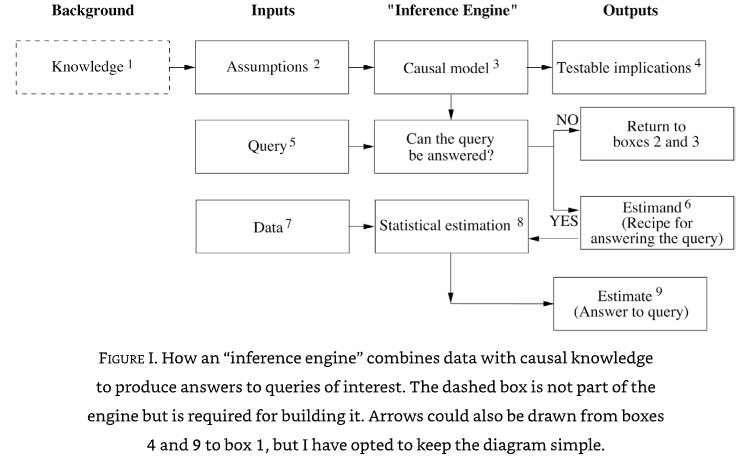 Background Inputs "Inference Engine" Outputs
Knowledge 1
Assumptions 2
Causal model 3
Testable implications 4
Query 5
Can the query
be answered?
NO
Return to
boxes 2 and 3
YES
Estimand 6
(Recipe for
answering the query)
Data 7
Statistical estimation 8
Estimate 9
(Answer to query)
FIGURE I. How an “inference engine” combines data with causal knowledge
to produce answers to queries of interest. The dashed box is not part of the
engine but is required for building it. Arrows could also be drawn from boxes
4 and 9 to box 1, but I have opted to keep the diagram simple.